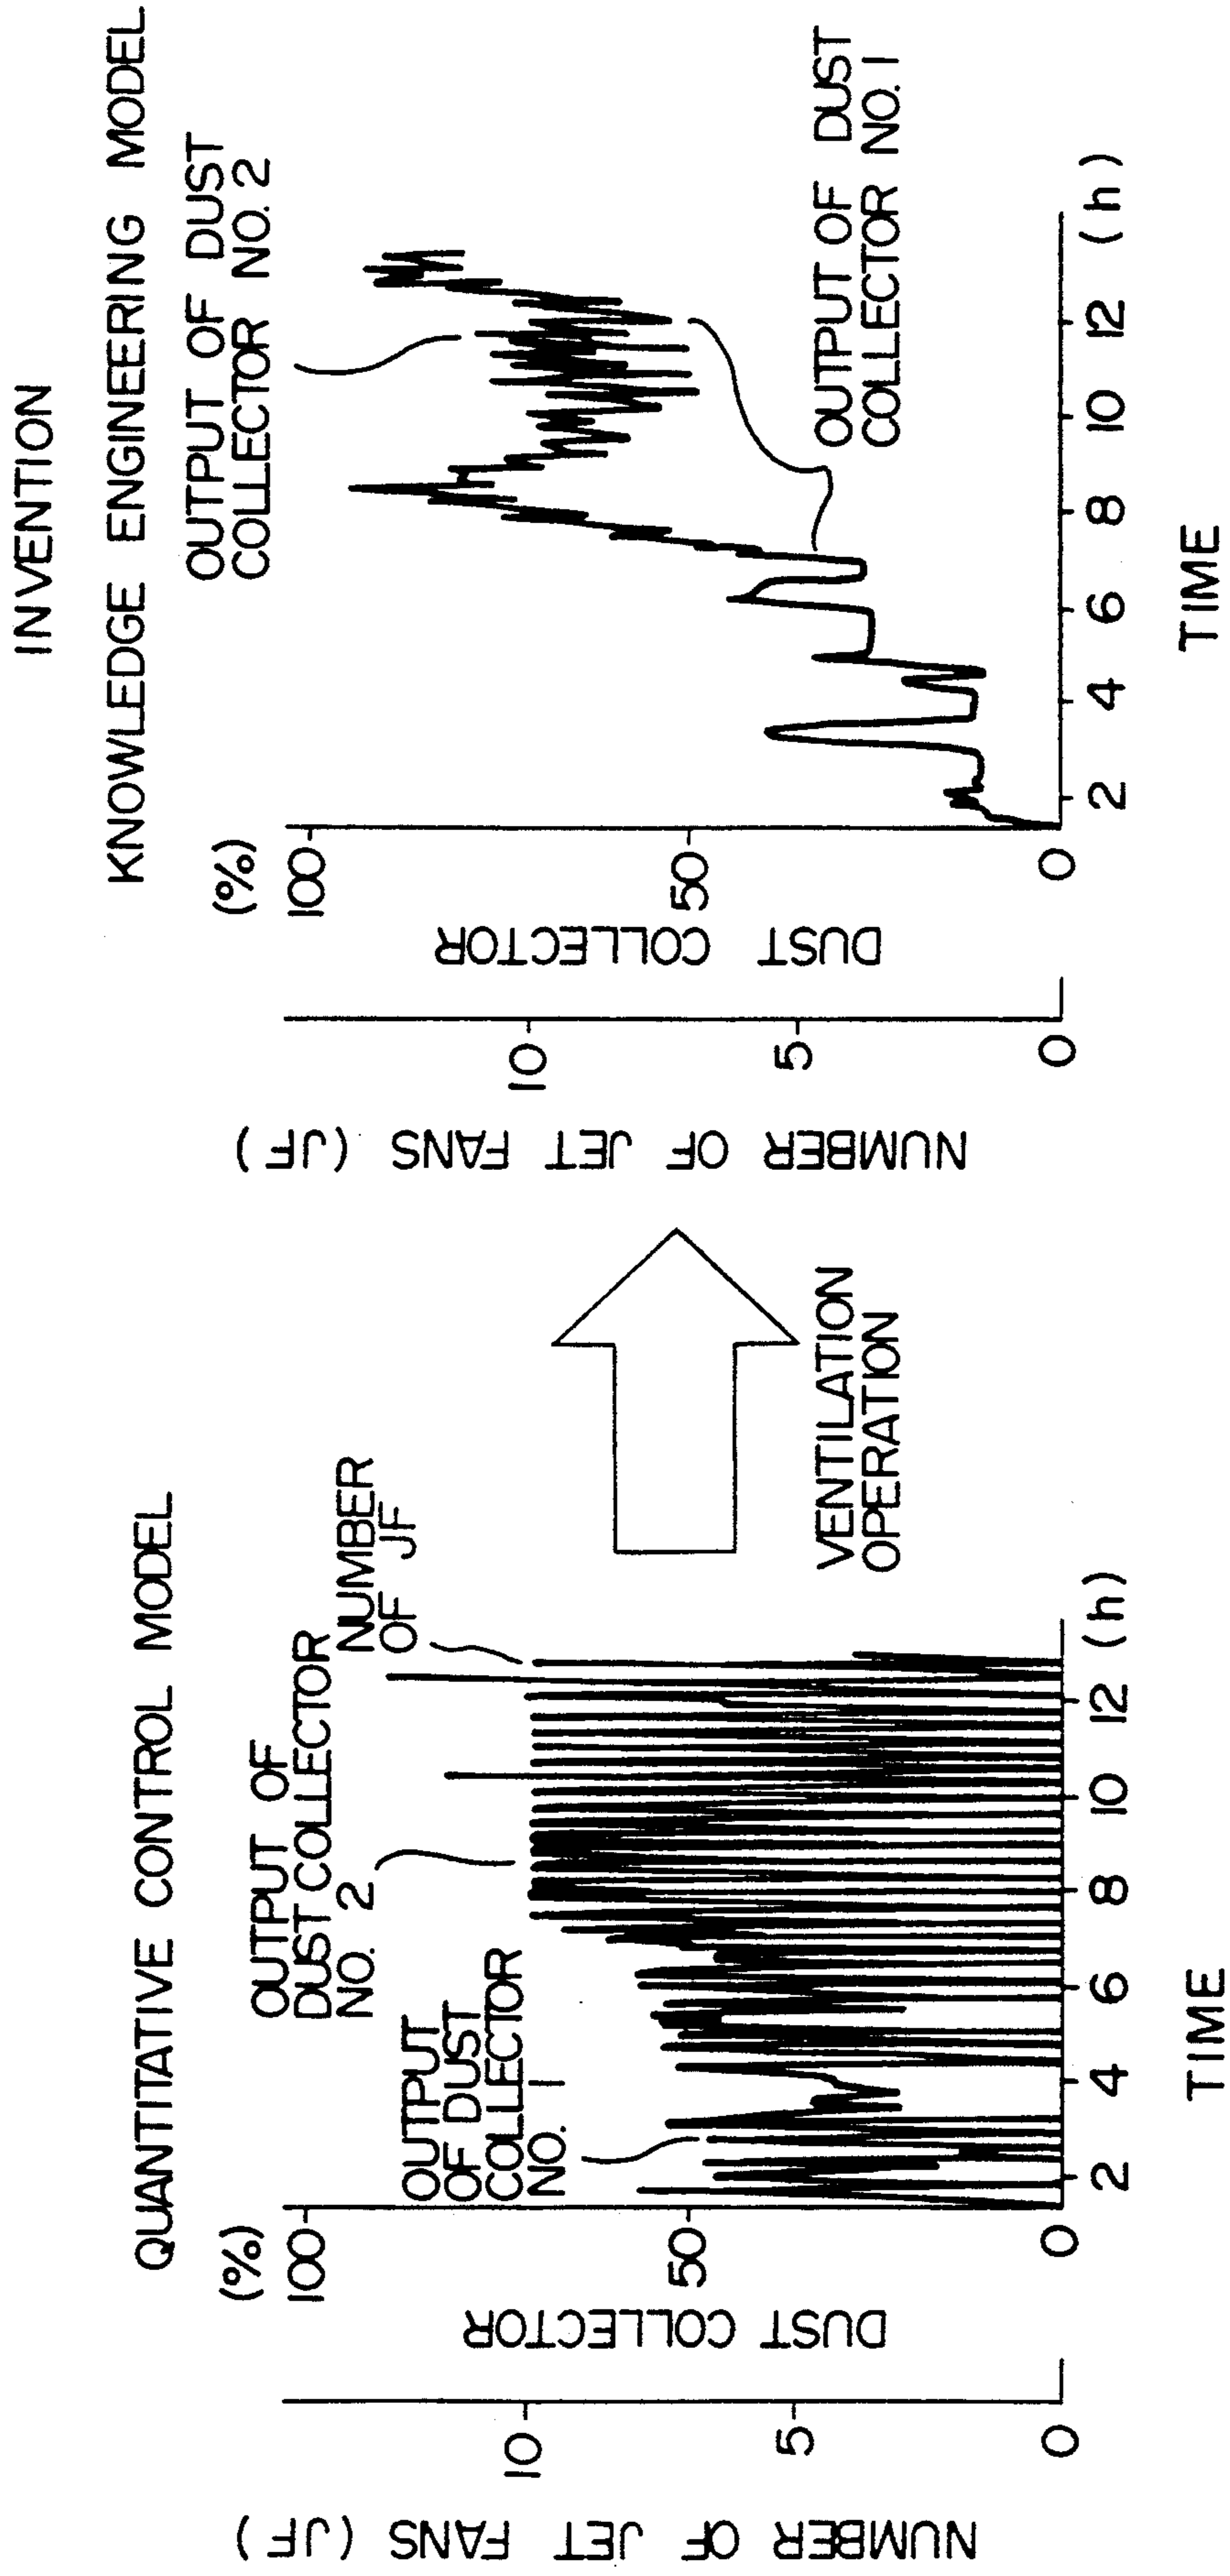 QUANTITATIVE CONTROL MODEL
OUTPUT OF
DUST COLLECTOR
NO. 2
NUMBER
OF JF
OUTPUT
OF DUST
COLLECTOR
NO. 1
(%)
100
50
0
DUST COLLECTOR
10
5
0
NUMBER OF JET FANS (JF)
2 4 6 8 10 12 (h)
TIME
VENTILATION
OPERATION
INVENTION
KNOWLEDGE ENGINEERING MODEL
OUTPUT OF DUST
COLLECTOR NO. 2
OUTPUT OF DUST
COLLECTOR NO. 1
(%)
100
50
0
DUST COLLECTOR
10
5
0
NUMBER OF JET FANS (JF)
2 4 6 8 10 12 (h)
TIME